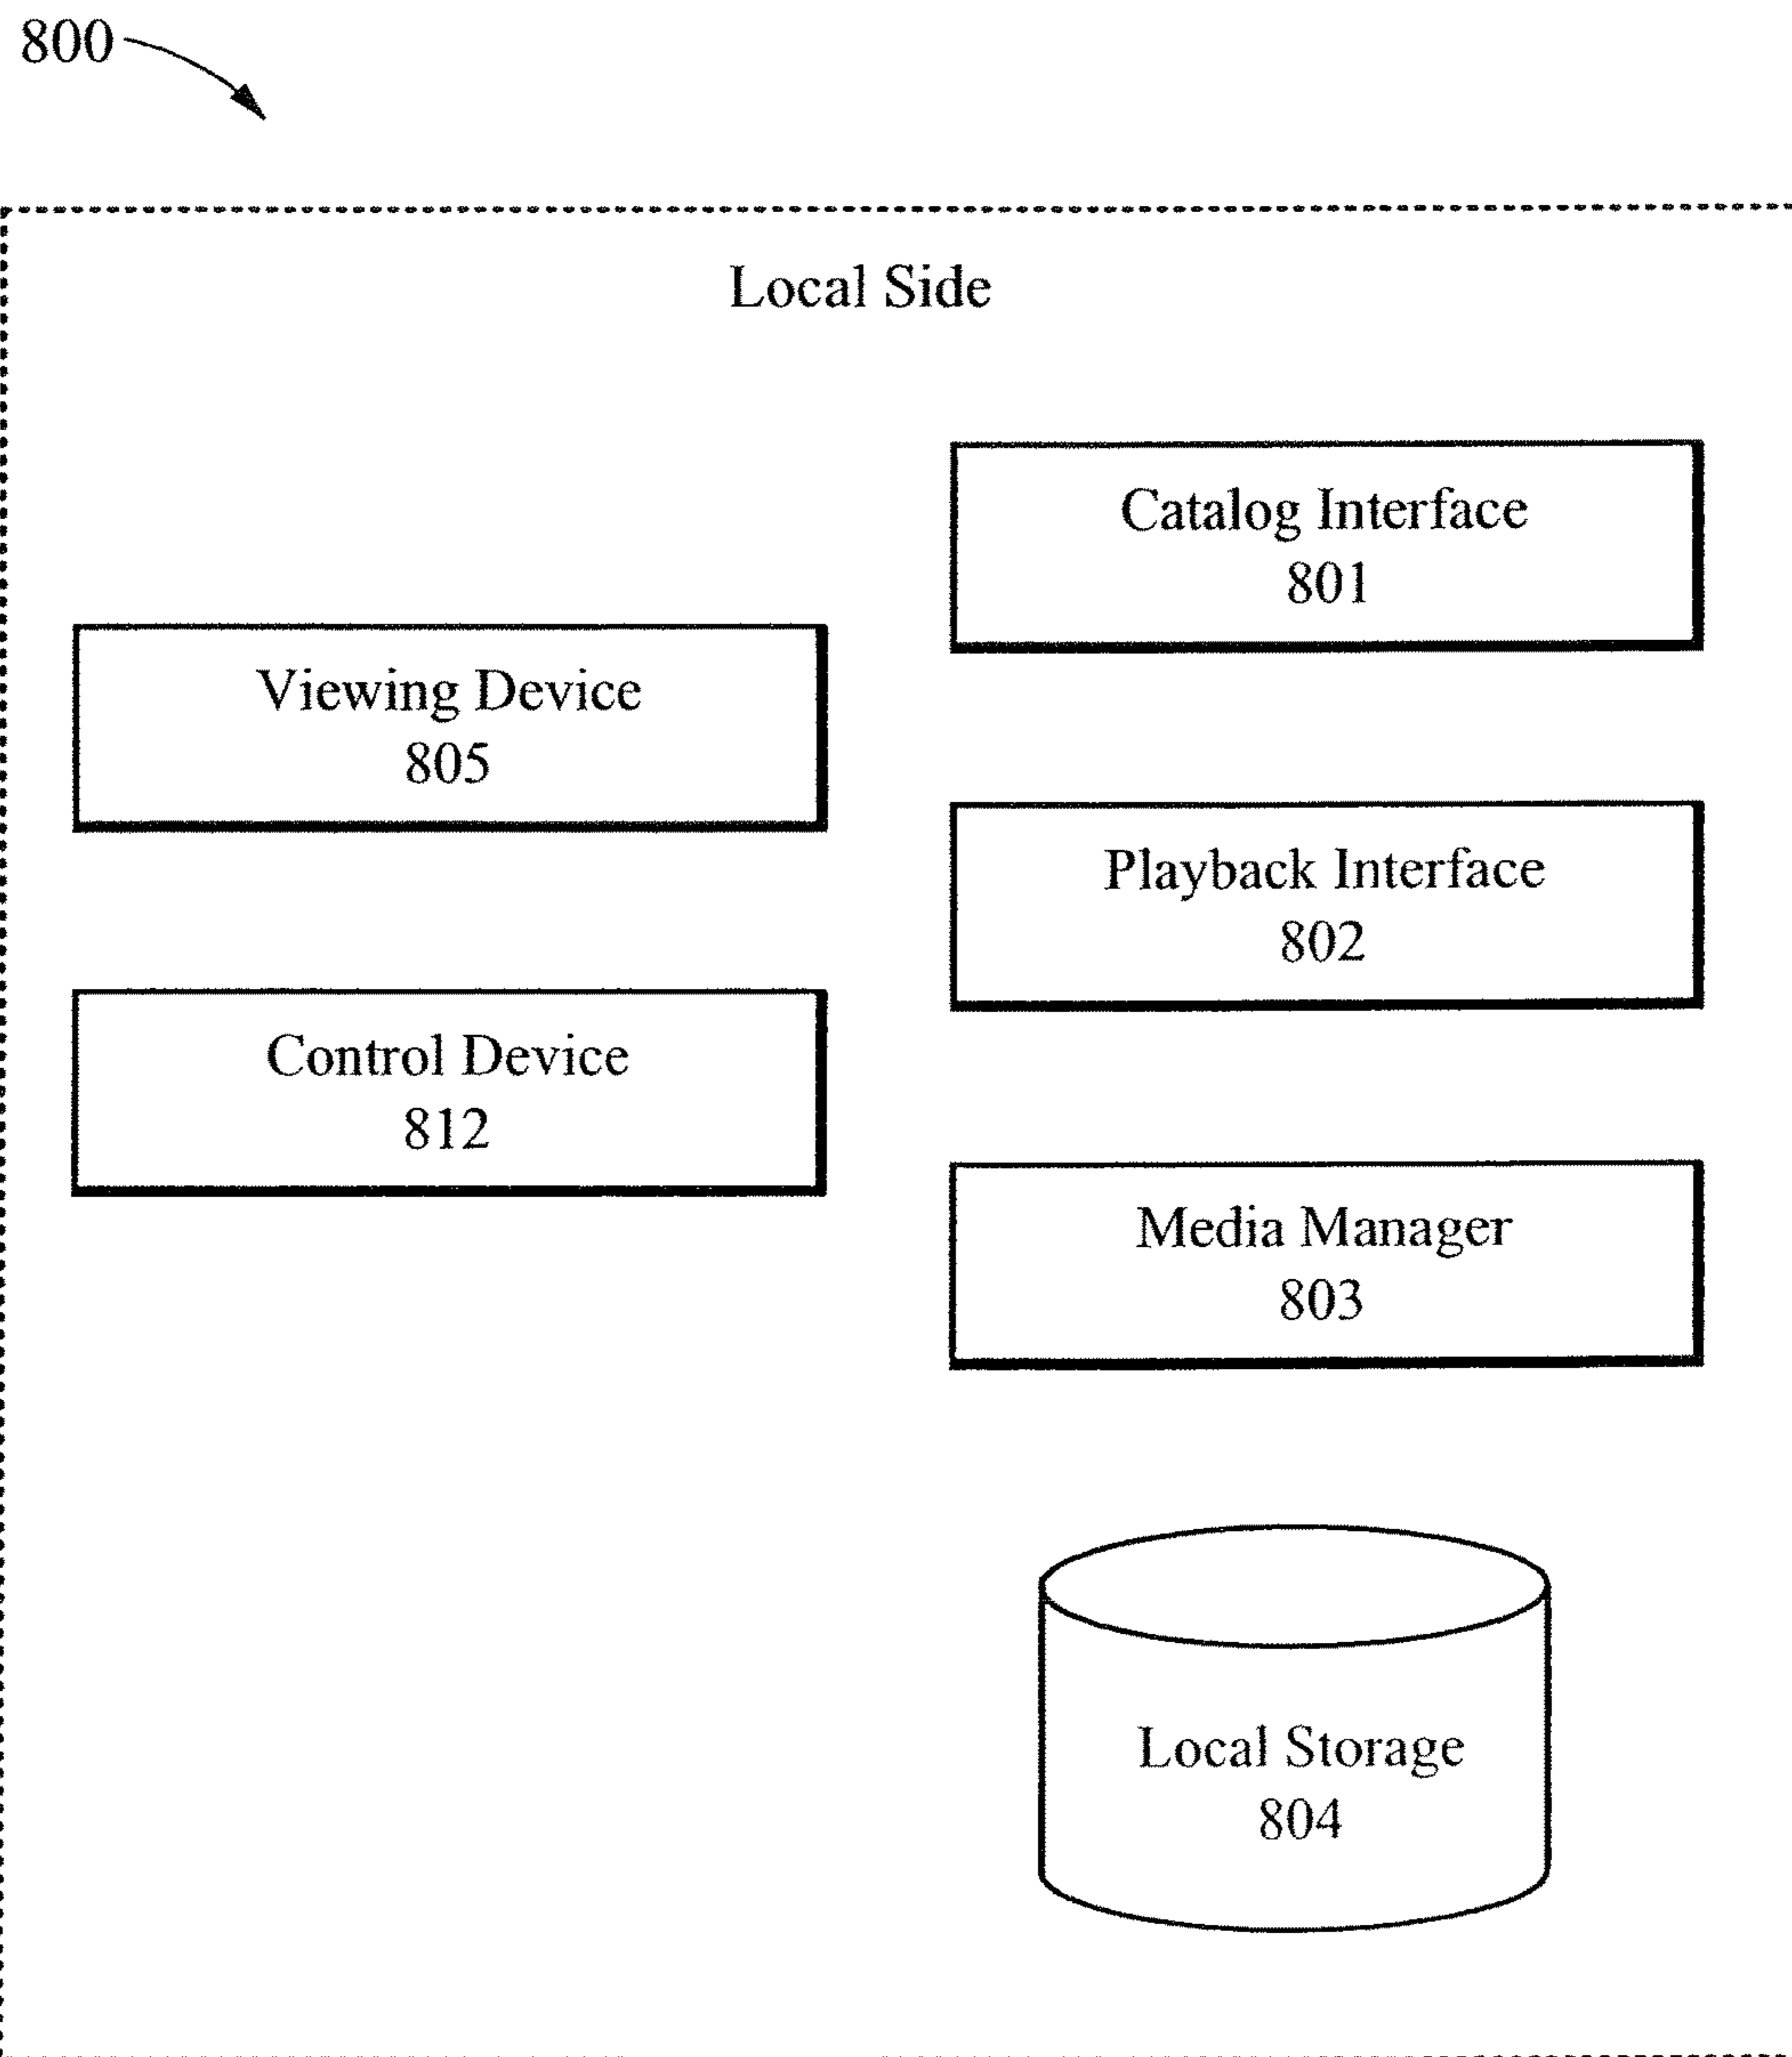 800
Local Side
Catalog Interface
801
Viewing Device
805
Playback Interface
802
Control Device
812
Media Manager
803
Local Storage
804